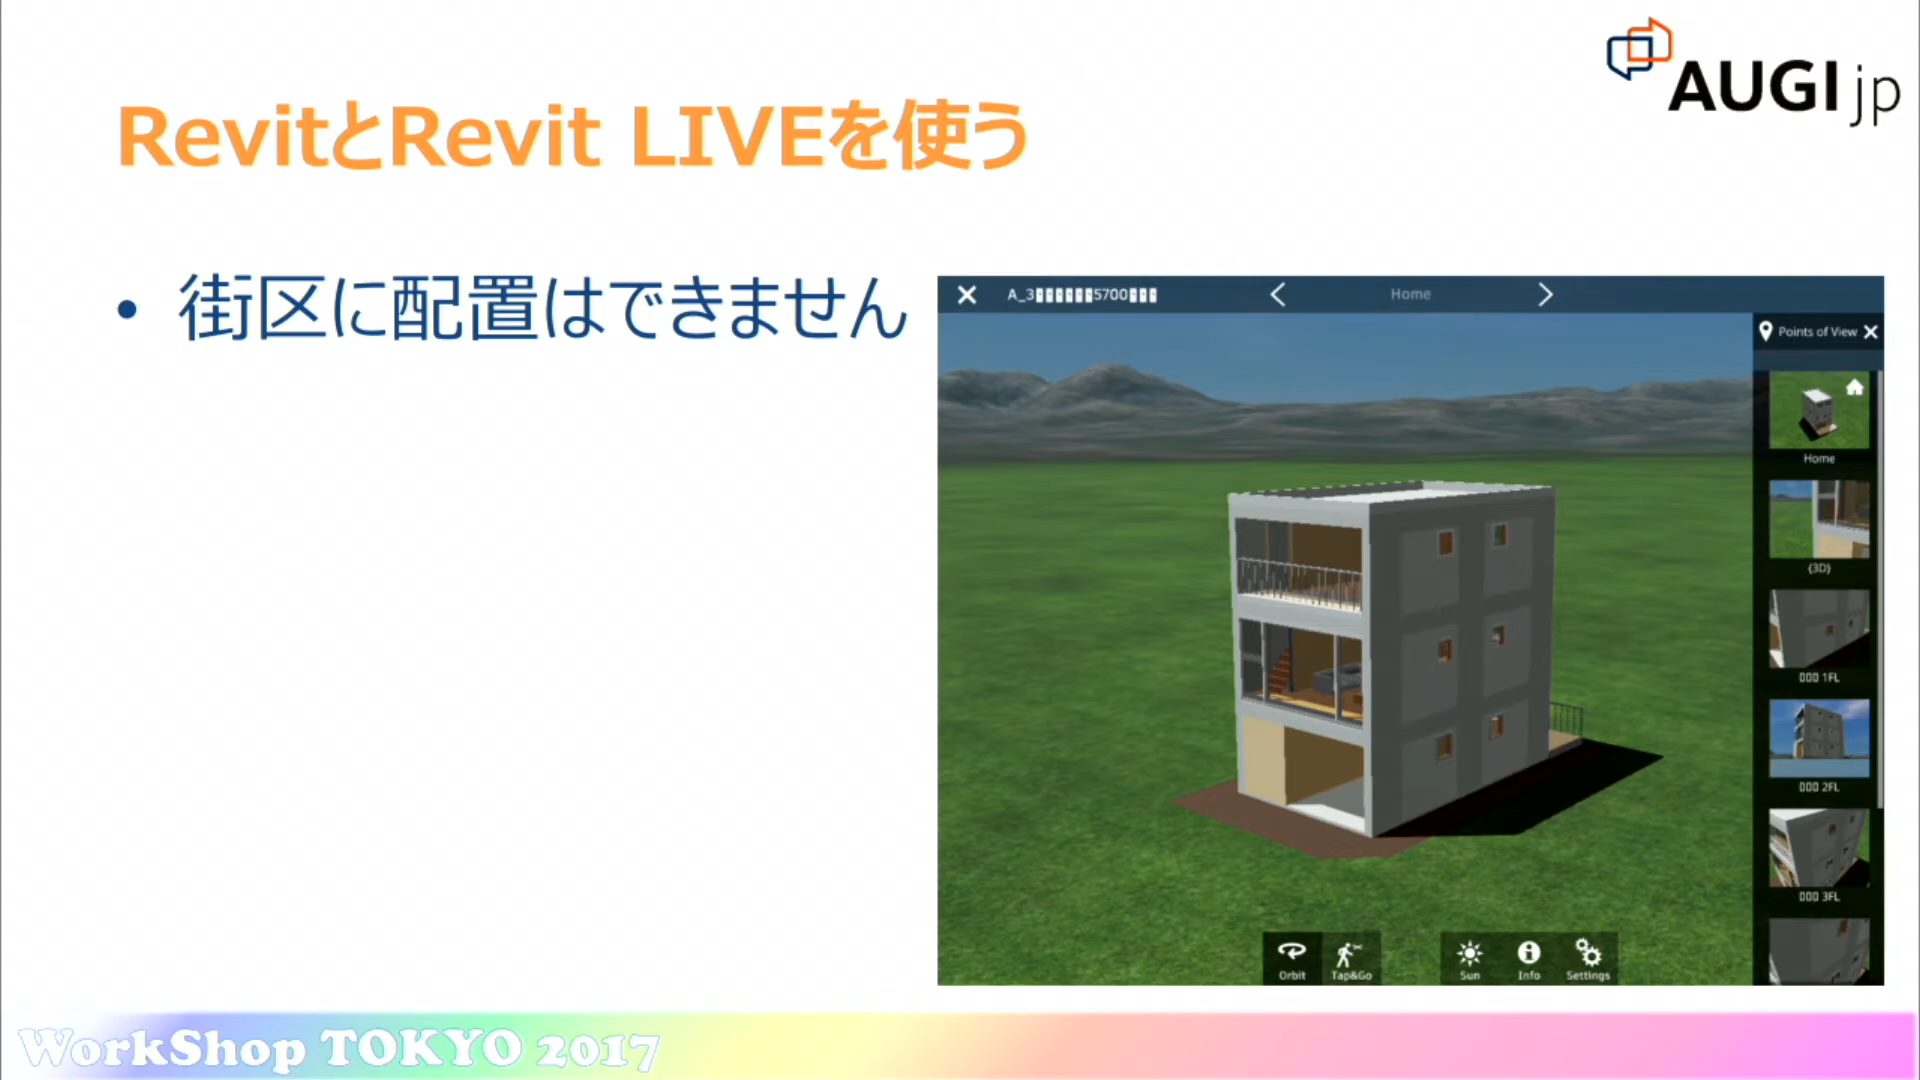 AUGI jp
RevitとRevit LIVEを使う
• 街区に配置はできません
A_3▯▯▯▯▯▯5700▯▯▯
Home
Points of View
Home
{3D}
▯▯▯ 1FL
▯▯▯ 2FL
▯▯▯ 3FL
Orbit
Tap&Go
Sun
Info
Settings
WorkShop TOKYO 2017